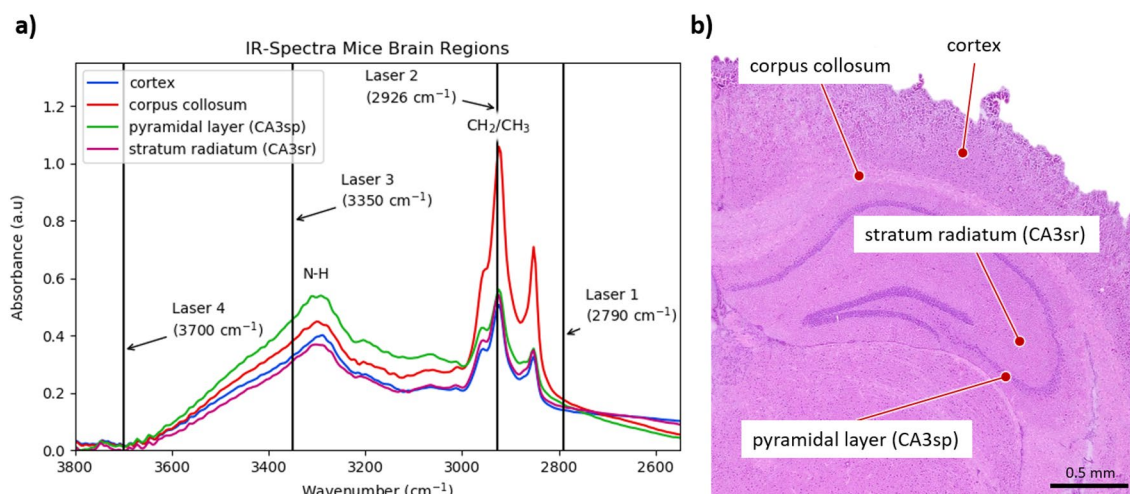 a)
IR-Spectra Mice Brain Regions
cortex
corpus collosum
pyramidal layer (CA3sp)
stratum radiatum (CA3sr)
Laser 2
(2926 cm⁻¹)
CH₂/CH₃
Laser 3
(3350 cm⁻¹)
N-H
Laser 4
(3700 cm⁻¹)
Laser 1
(2790 cm⁻¹)
Absorbance (a.u)
1.2
1.0
0.8
0.6
0.4
0.2
0.0
3800 3600 3400 3200 3000 2800 2600
Wavenumber (cm⁻¹)
b)
cortex
corpus collosum
stratum radiatum (CA3sr)
pyramidal layer (CA3sp)
0.5 mm